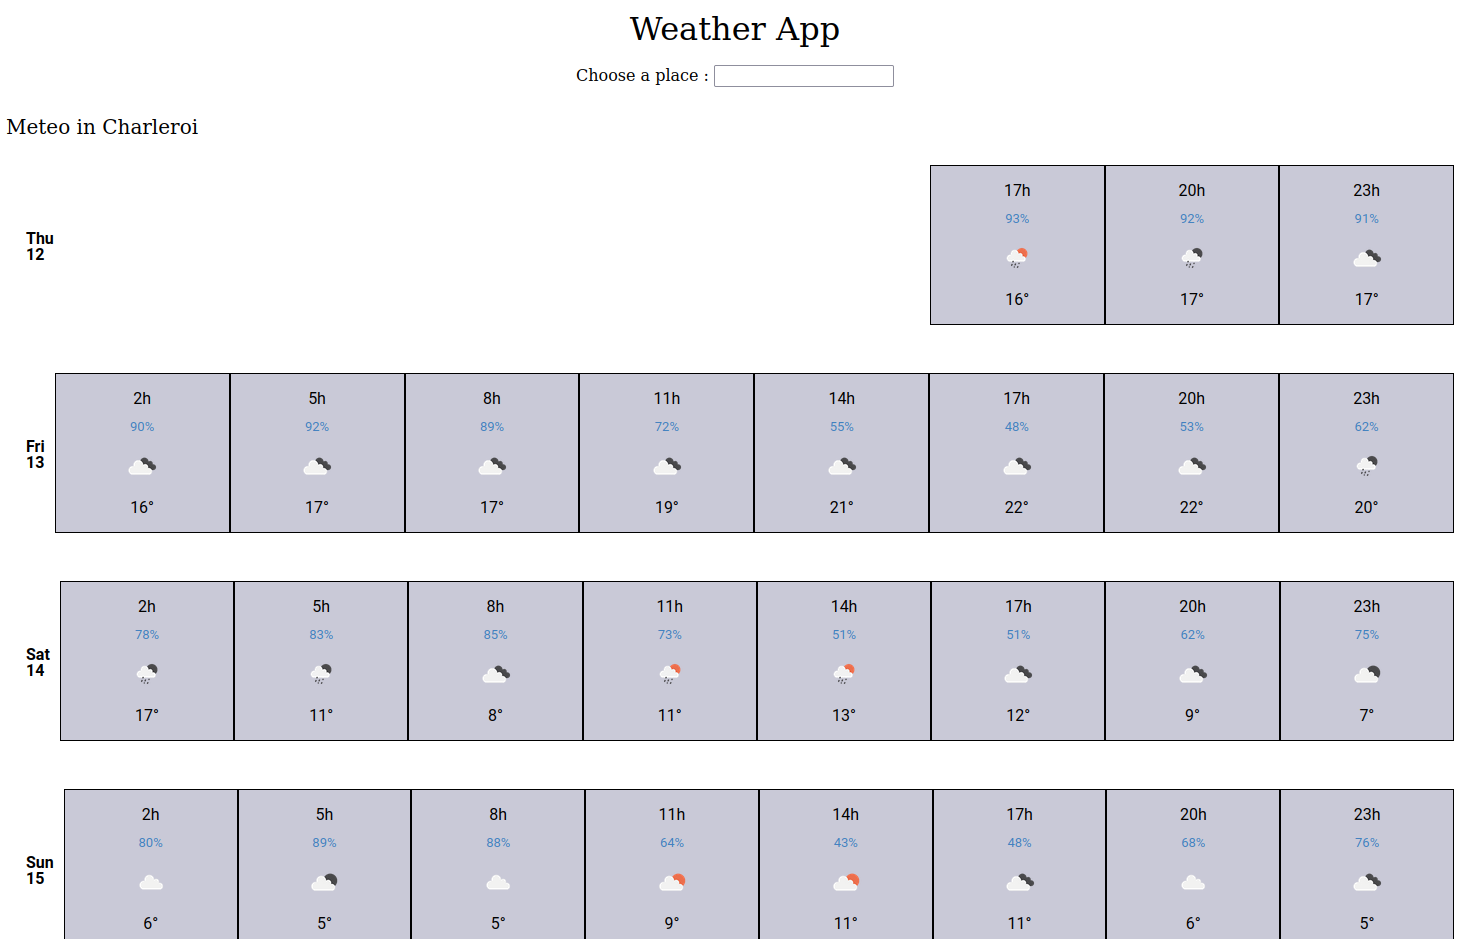 Weather App
Choose a place :
Meteo in Charleroi
17h 20h 23h
93% 92% 91%
Thu
12
16° 17° 17°
2h 5h 8h 11h 14h 17h 20h 23h
90% 92% 89% 72% 55% 48% 53% 62%
Fri
13
16° 17° 17° 19° 21° 22° 22° 20°
2h 5h 8h 11h 14h 17h 20h 23h
78% 83% 85% 73% 51% 51% 62% 75%
Sat
14
17° 11° 8° 11° 13° 12° 9° 7°
2h 5h 8h 11h 14h 17h 20h 23h
80% 89% 88% 64% 43% 48% 68% 76%
Sun
15
6° 5° 5° 9° 11° 11° 6° 5°